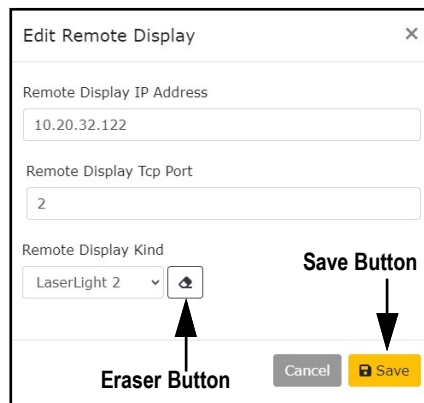 Edit Remote Display ×
Remote Display IP Address
10.20.32.122
Remote Display Tcp Port
2
Remote Display Kind
LaserLight 2
Save Button
Eraser Button
Cancel Save